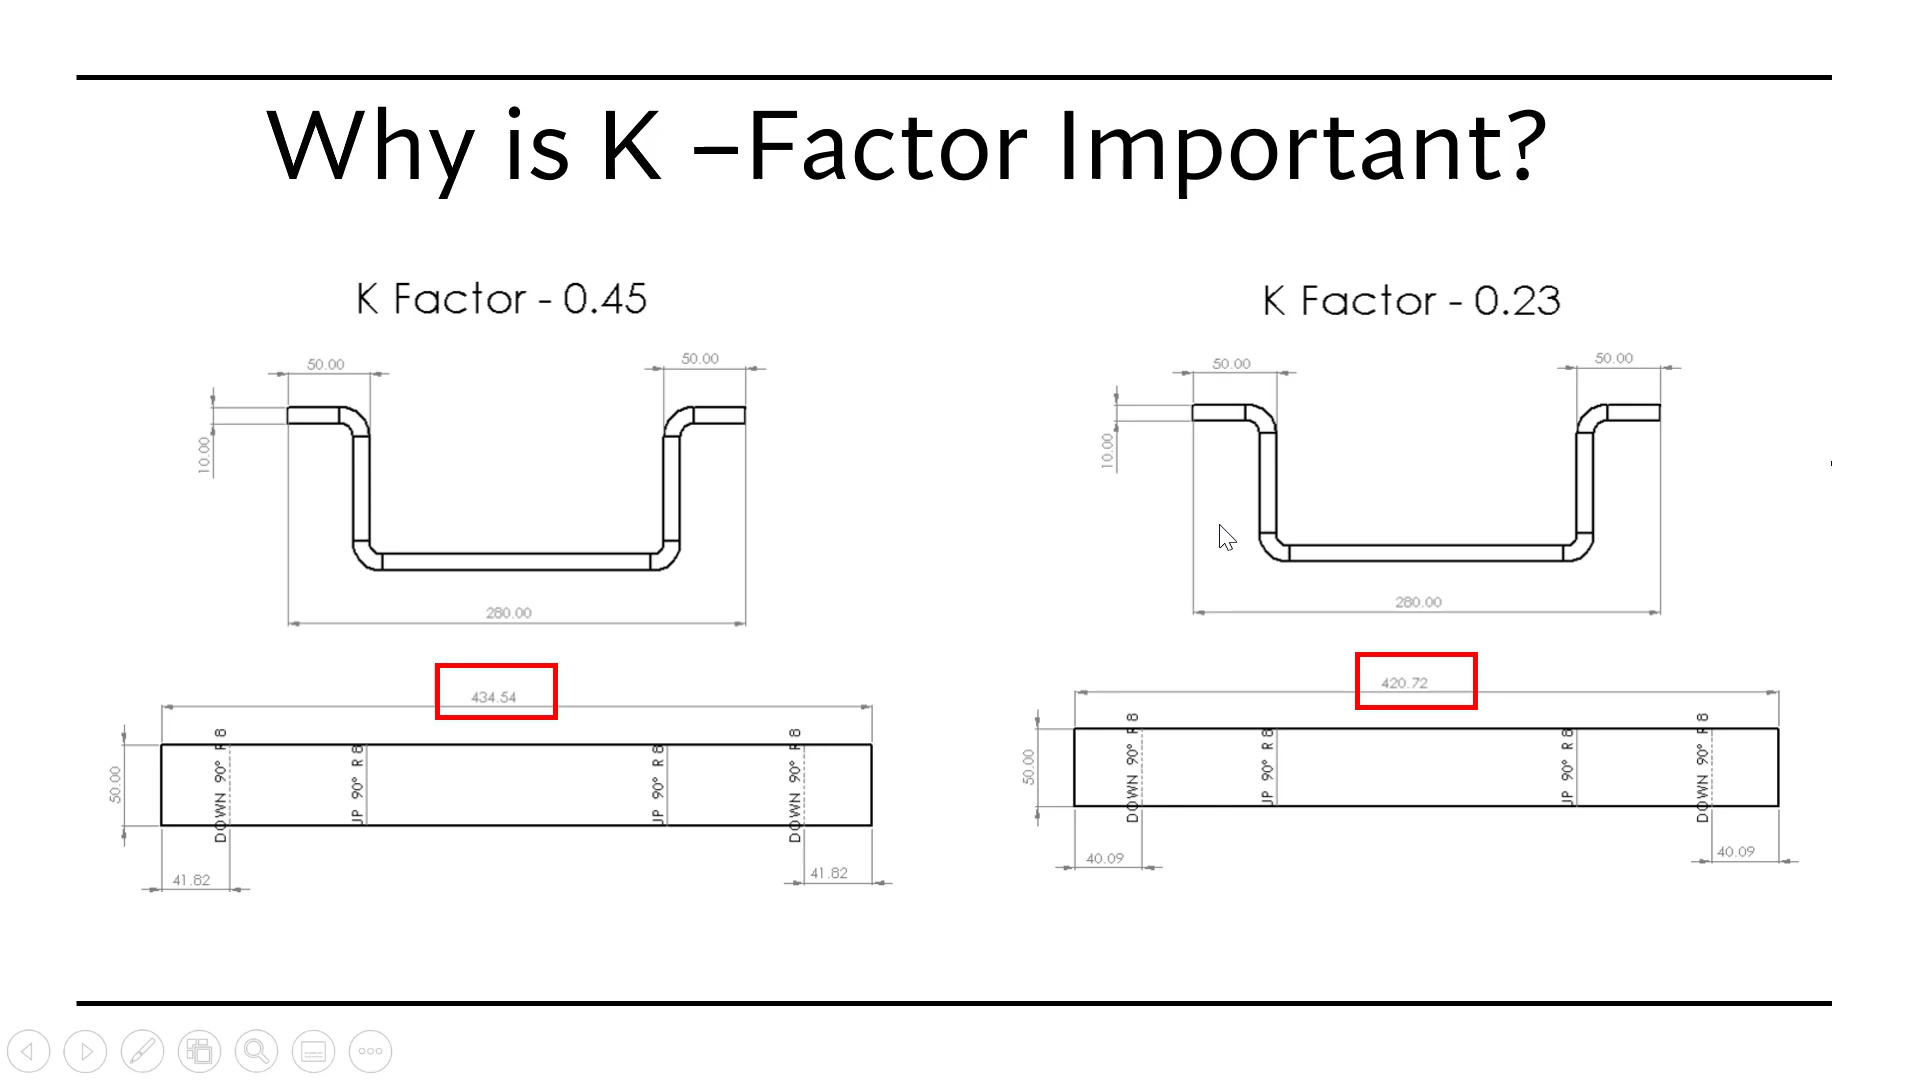 Why is K –Factor Important?
K Factor - 0.45
50.00
50.00
10.00
280.00
434.54
50.00
DOWN 90° R 8
UP 90° R 8
UP 90° R 8
DOWN 90° R 8
41.82
41.82
K Factor - 0.23
50.00
50.00
10.00
280.00
420.72
50.00
DOWN 90° R 8
UP 90° R 8
UP 90° R 8
DOWN 90° R 8
40.09
40.09